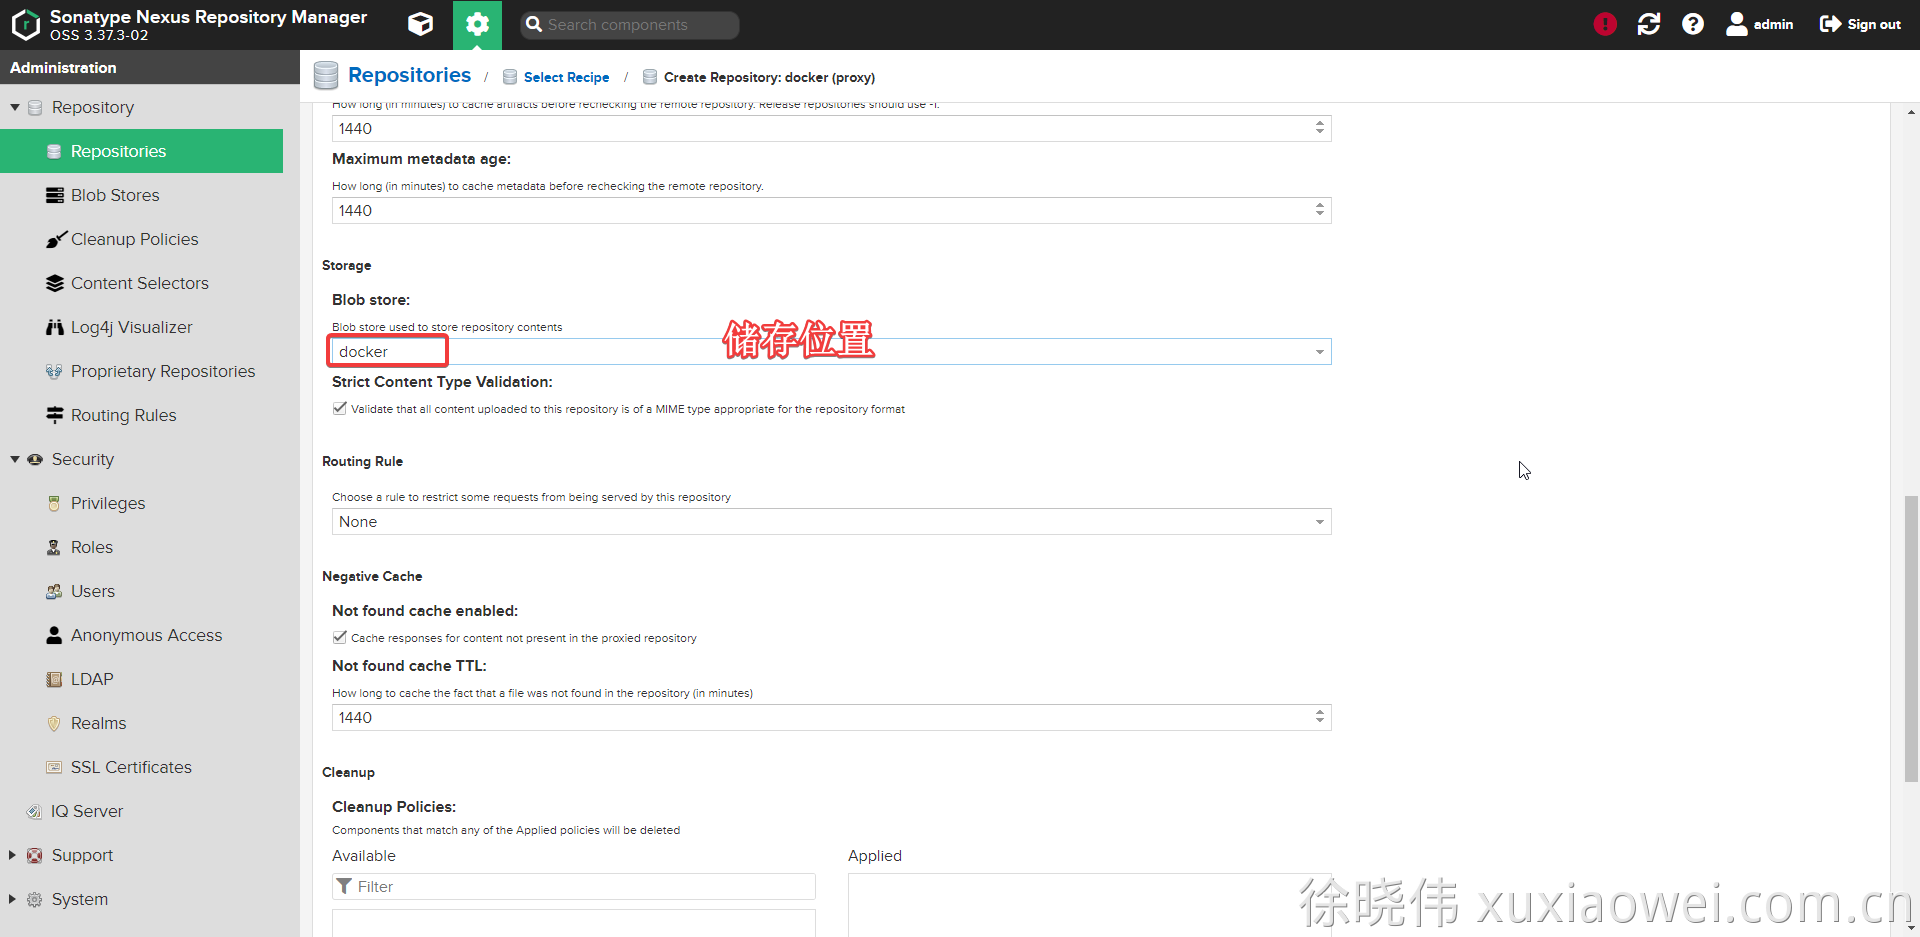 Sonatype Nexus Repository Manager
OSS 3.37.3-02
Search components
admin
Sign out
Administration
Repository
Repositories
Blob Stores
Cleanup Policies
Content Selectors
Log4j Visualizer
Proprietary Repositories
Routing Rules
Security
Privileges
Roles
Users
Anonymous Access
LDAP
Realms
SSL Certificates
IQ Server
Support
System
Repositories / Select Recipe / Create Repository: docker (proxy)
How long (in minutes) to cache artifacts before rechecking the remote repository. Release repositories should use -1.
1440
Maximum metadata age:
How long (in minutes) to cache metadata before rechecking the remote repository.
1440
Storage
Blob store:
Blob store used to store repository contents
docker
储存位置
Strict Content Type Validation:
Validate that all content uploaded to this repository is of a MIME type appropriate for the repository format
Routing Rule
Choose a rule to restrict some requests from being served by this repository
None
Negative Cache
Not found cache enabled:
Cache responses for content not present in the proxied repository
Not found cache TTL:
How long to cache the fact that a file was not found in the repository (in minutes)
1440
Cleanup
Cleanup Policies:
Components that match any of the Applied policies will be deleted
Available
Applied
Filter
徐晓伟 xuxiaowei.com.cn